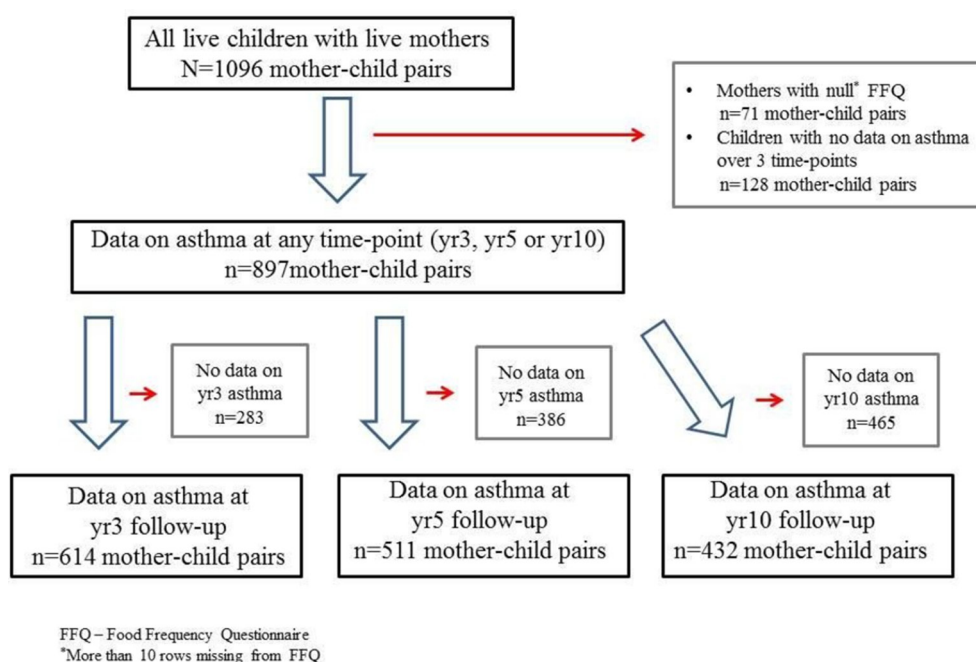 All live children with live mothers
N=1096 mother-child pairs
• Mothers with null* FFQ
n=71 mother-child pairs
• Children with no data on asthma
over 3 time-points
n=128 mother-child pairs
Data on asthma at any time-point (yr3, yr5 or yr10)
n=897mother-child pairs
No data on
yr3 asthma
n=283
No data on
yr5 asthma
n=386
No data on
yr10 asthma
n=465
Data on asthma at
yr3 follow-up
n=614 mother-child pairs
Data on asthma at
yr5 follow-up
n=511 mother-child pairs
Data on asthma at
yr10 follow-up
n=432 mother-child pairs
FFQ – Food Frequency Questionnaire
*More than 10 rows missing from FFQ